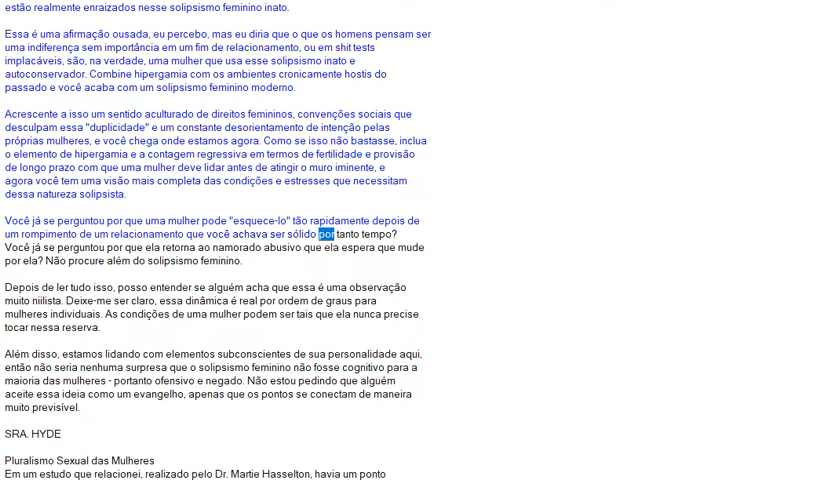 estão realmente enraizados nesse solipsismo feminino inato.
Essa é uma afirmação ousada, eu percebo, mas eu diria que o que os homens pensam ser
uma indiferença sem importância em um fim de relacionamento, ou em shit tests
implacáveis, são, na verdade, uma mulher que usa esse solipsismo inato e
autoconservador. Combine hipergamia com os ambientes cronicamente hostis do
passado e você acaba com um solipsismo feminino moderno.
Acrescente a isso um sentido aculturado de direitos femininos, convenções sociais que
desculpam essa "duplicidade" e um constante desorientamento de intenção pelas
próprias mulheres, e você chega onde estamos agora. Como se isso não bastasse, inclua
o elemento de hipergamia e a contagem regressiva em termos de fertilidade e provisão
de longo prazo com que uma mulher deve lidar antes de atingir o muro iminente, e
agora você tem uma visão mais completa das condições e estresses que necessitam
dessa natureza solipsista.
Você já se perguntou por que uma mulher pode "esquece-lo" tão rapidamente depois de
um rompimento de um relacionamento que você achava ser sólido por tanto tempo?
Você já se perguntou por que ela retorna ao namorado abusivo que ela espera que mude
por ela? Não procure além do solipsismo feminino.
Depois de ler tudo isso, posso entender se alguém acha que essa é uma observação
muito niilista. Deixe-me ser claro, essa dinâmica é real por ordem de graus para
mulheres individuais. As condições de uma mulher podem ser tais que ela nunca precise
tocar nessa reserva.
Além disso, estamos lidando com elementos subconscientes de sua personalidade aqui,
então não seria nenhuma surpresa que o solipsismo feminino não fosse cognitivo para a
maioria das mulheres - portanto ofensivo e negado. Não estou pedindo que alguém
aceite essa ideia como um evangelho, apenas que os pontos se conectam de maneira
muito previsível.
SRA. HYDE
Pluralismo Sexual das Mulheres
Em um estudo que relacionei, realizado pelo Dr. Martie Hasselton, havia um ponto